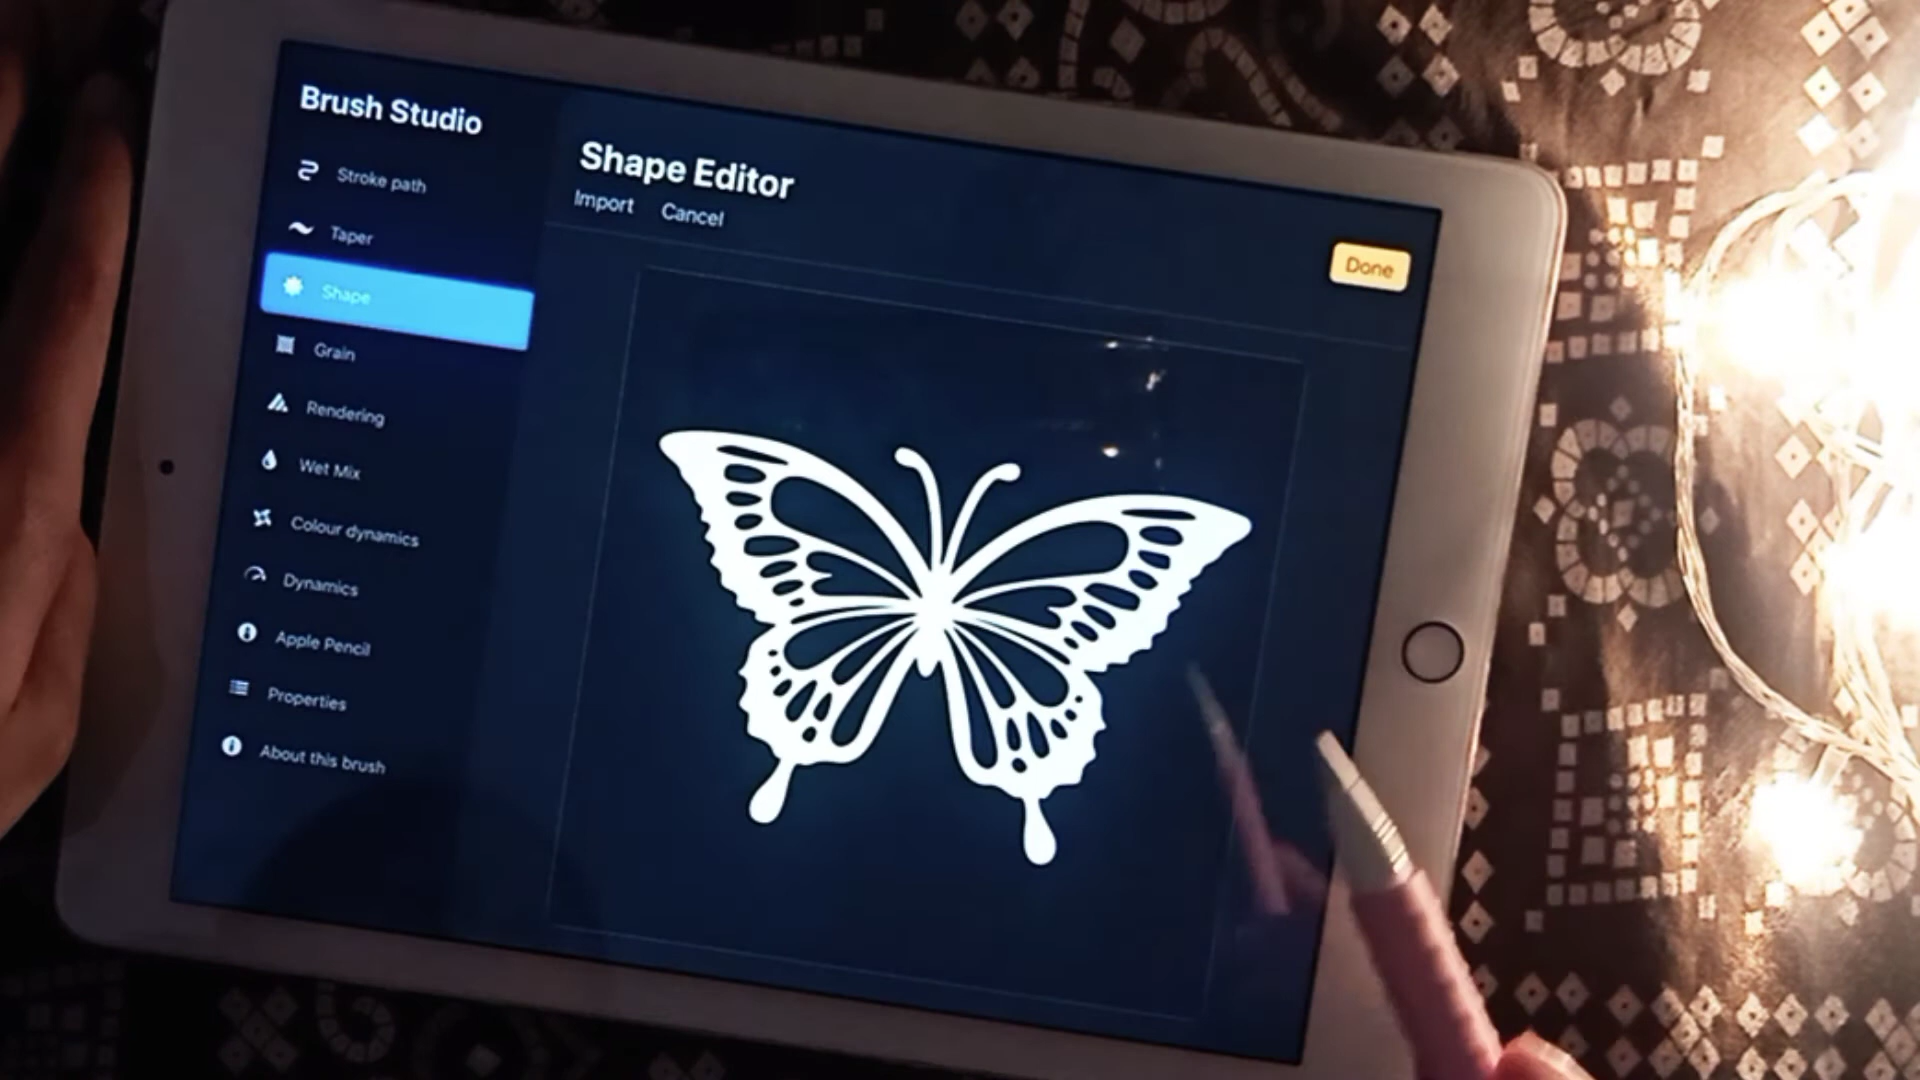 Brush Studio
Stroke path
Taper
Shape
Grain
Rendering
Wet Mix
Colour dynamics
Dynamics
Apple Pencil
Properties
About this brush
Shape Editor
Import Cancel
Done